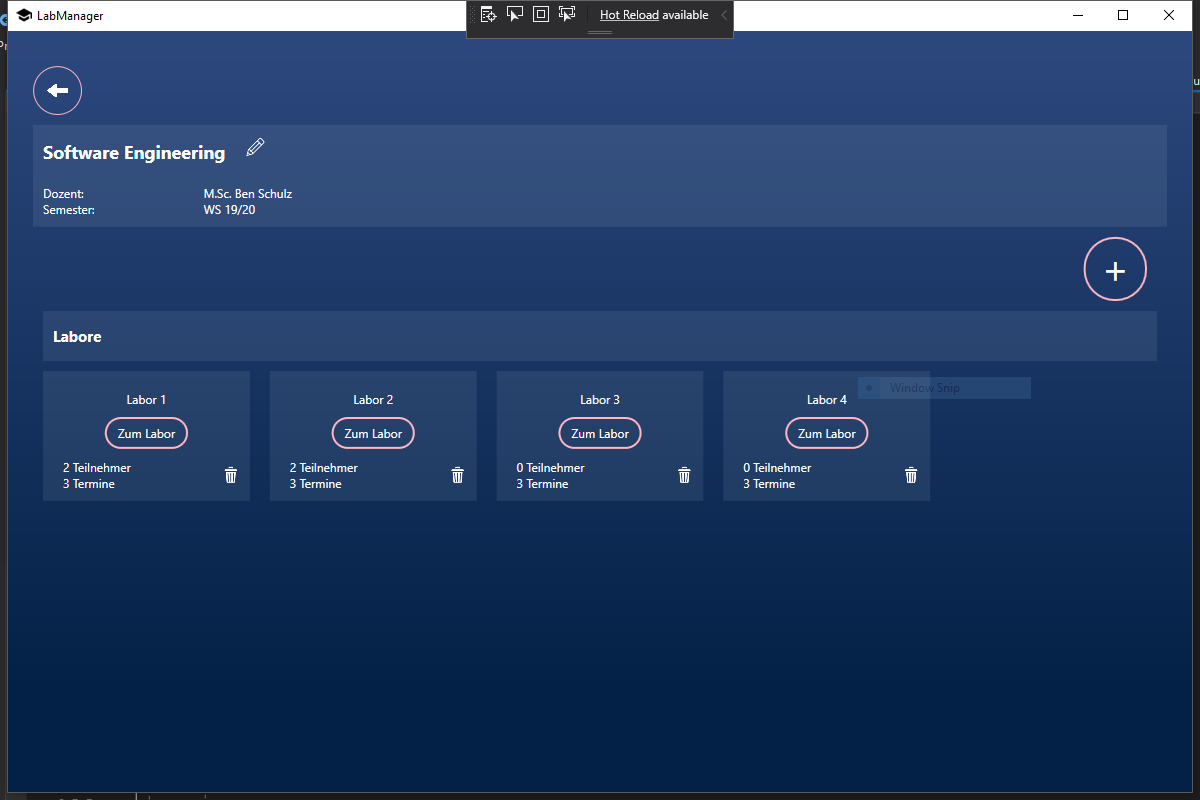 LabManager
Hot Reload available
Software Engineering
Dozent: M.Sc. Ben Schulz
Semester: WS 19/20
+
Labore
Window Snip
Labor 1
Labor 2
Labor 3
Labor 4
Zum Labor
Zum Labor
Zum Labor
Zum Labor
2 Teilnehmer
3 Termine
2 Teilnehmer
3 Termine
0 Teilnehmer
3 Termine
0 Teilnehmer
3 Termine